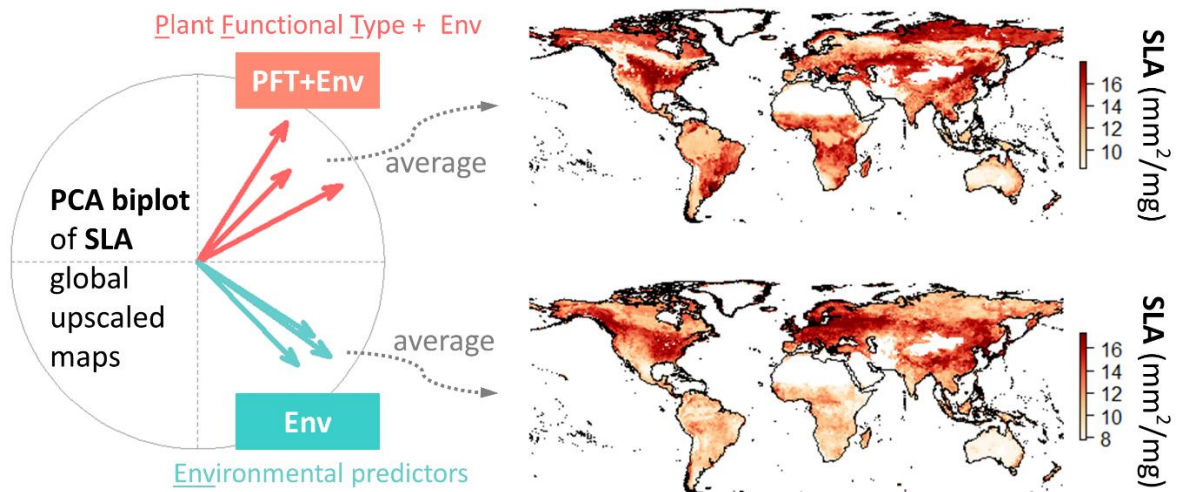 Plant Functional Type + Env
PFT+Env
average
PCA biplot
of SLA
global
upscaled
maps
average
Env
Environmental predictors
16
14
12
10
SLA (mm²/mg)
16
14
12
10
8
SLA (mm²/mg)